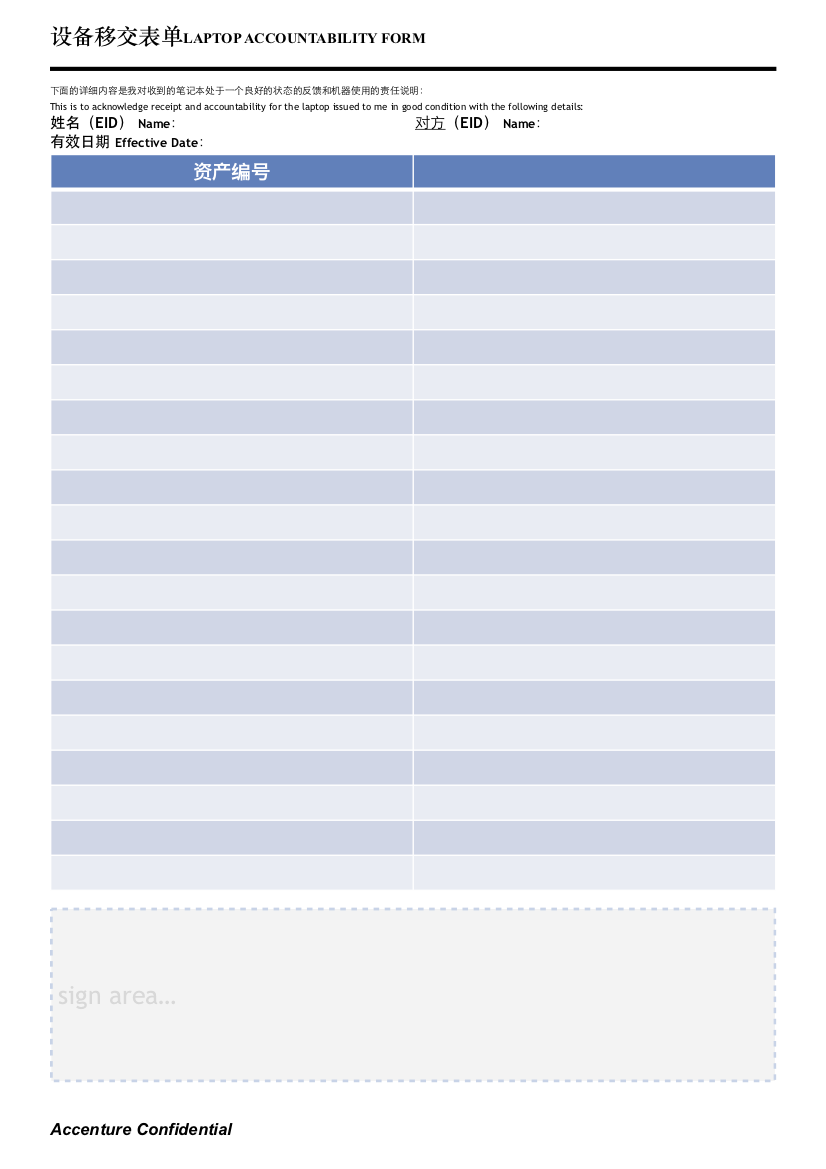 设备移交表单LAPTOP ACCOUNTABILITY FORM
下面的详细内容是我对收到的笔记本处于一个良好的状态的反馈和机器使用的责任说明：
This is to acknowledge receipt and accountability for the laptop issued to me in good condition with the following details:
姓名（EID） Name： 对方（EID） Name：
有效日期 Effective Date：
资产编号
sign area...
Accenture Confidential